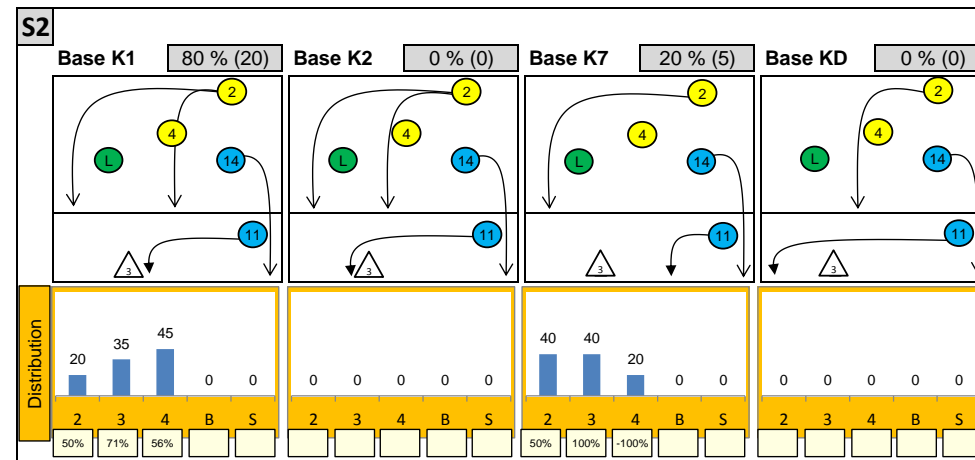 S2
Base K1 80 % (20) Base K2 0 % (0) Base K7 20 % (5) Base KD 0 % (0)
2 2 2 2
4 4 4 4
L 14 L 14 L 14 L 14
11 11 11 11
3 3 3 3
Distribution
20 35 45 0 0 0 0 0 0 0 40 40 20 0 0 0 0 0 0 0
2 3 4 B S 2 3 4 B S 2 3 4 B S 2 3 4 B S
50% 71% 56% 50% 100% -100%